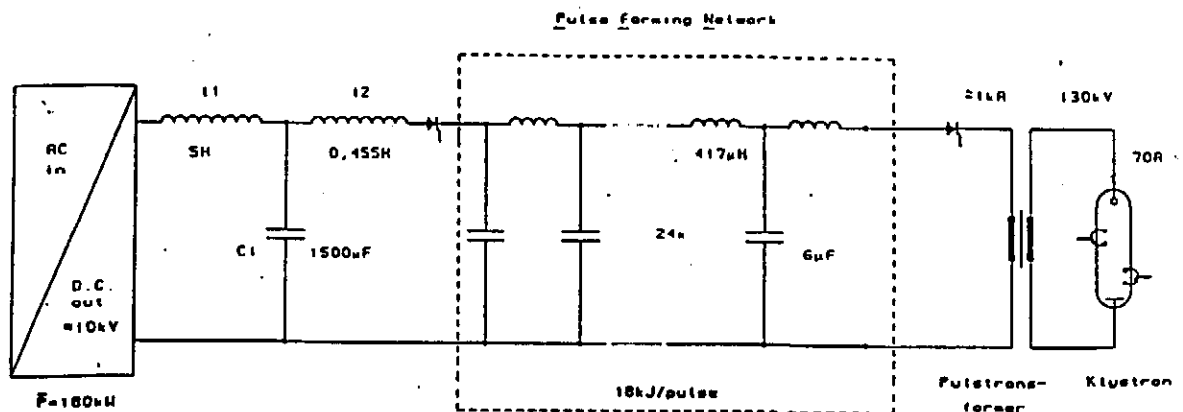 Pulse Forming Network
l1
l2
≈1kA
130kV
AC
in
5H
0,455H
417µH
70A
C1
1500µF
24x
6µF
D.C.
out
≈10kV
P̅=180kW
18kJ/pulse
Pulstrans-
former
Klystron